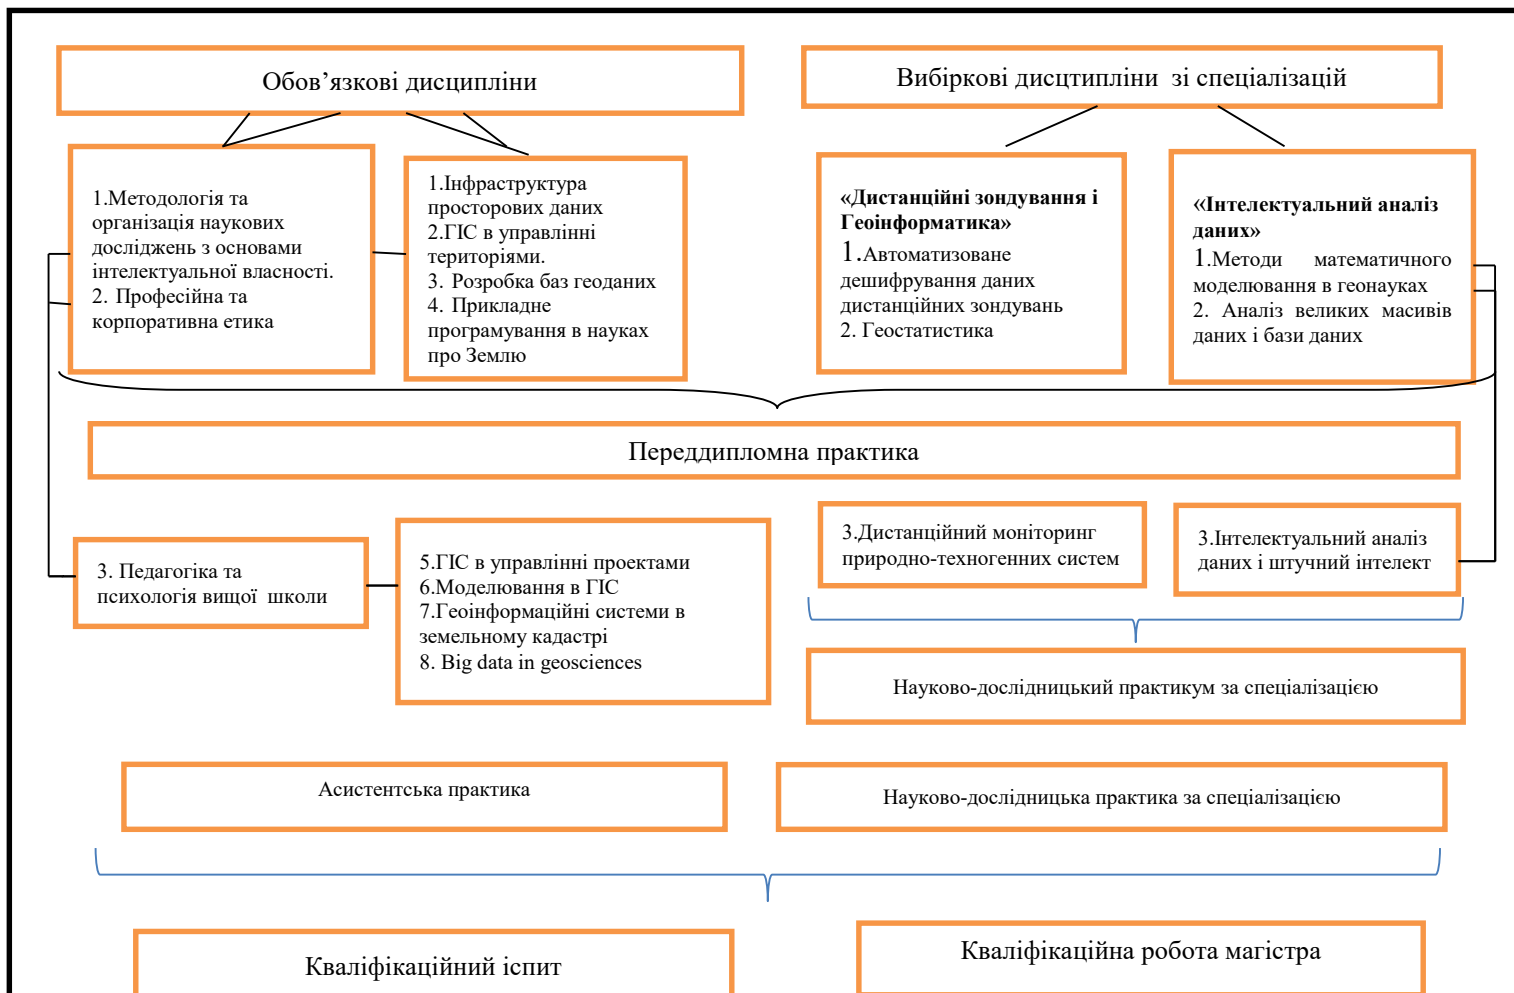 Обов’язкові дисципліни
Вибіркові дисцтипліни зі спеціалізацій
1.Методологія та
організація наукових
досліджень з основами
інтелектуальної власності.
2. Професійна та
корпоративна етика
1.Інфраструктура
просторових даних
2.ГІС в управлінні
територіями.
3. Розробка баз геоданих
4. Прикладне
програмування в науках
про Землю
«Дистанційні зондування і
Геоінформатика»
1.Автоматизоване
дешифрування даних
дистанційних зондувань
2. Геостатистика
«Інтелектуальний аналіз
даних»
1.Методи математичного
моделювання в геонауках
2. Аналіз великих масивів
даних і бази даних
Переддипломна практика
3. Педагогіка та
психологія вищої школи
5.ГІС в управлінні проектами
6.Моделювання в ГІС
7.Геоінформаційні системи в
земельному кадастрі
8. Big data in geosciences
3.Дистанційний моніторинг
природно-техногенних систем
3.Інтелектуальний аналіз
даних і штучний інтелект
Науково-дослідницький практикум за спеціалізацією
Асистентська практика
Науково-дослідницька практика за спеціалізацією
Кваліфікаційний іспит
Кваліфікаційна робота магістра